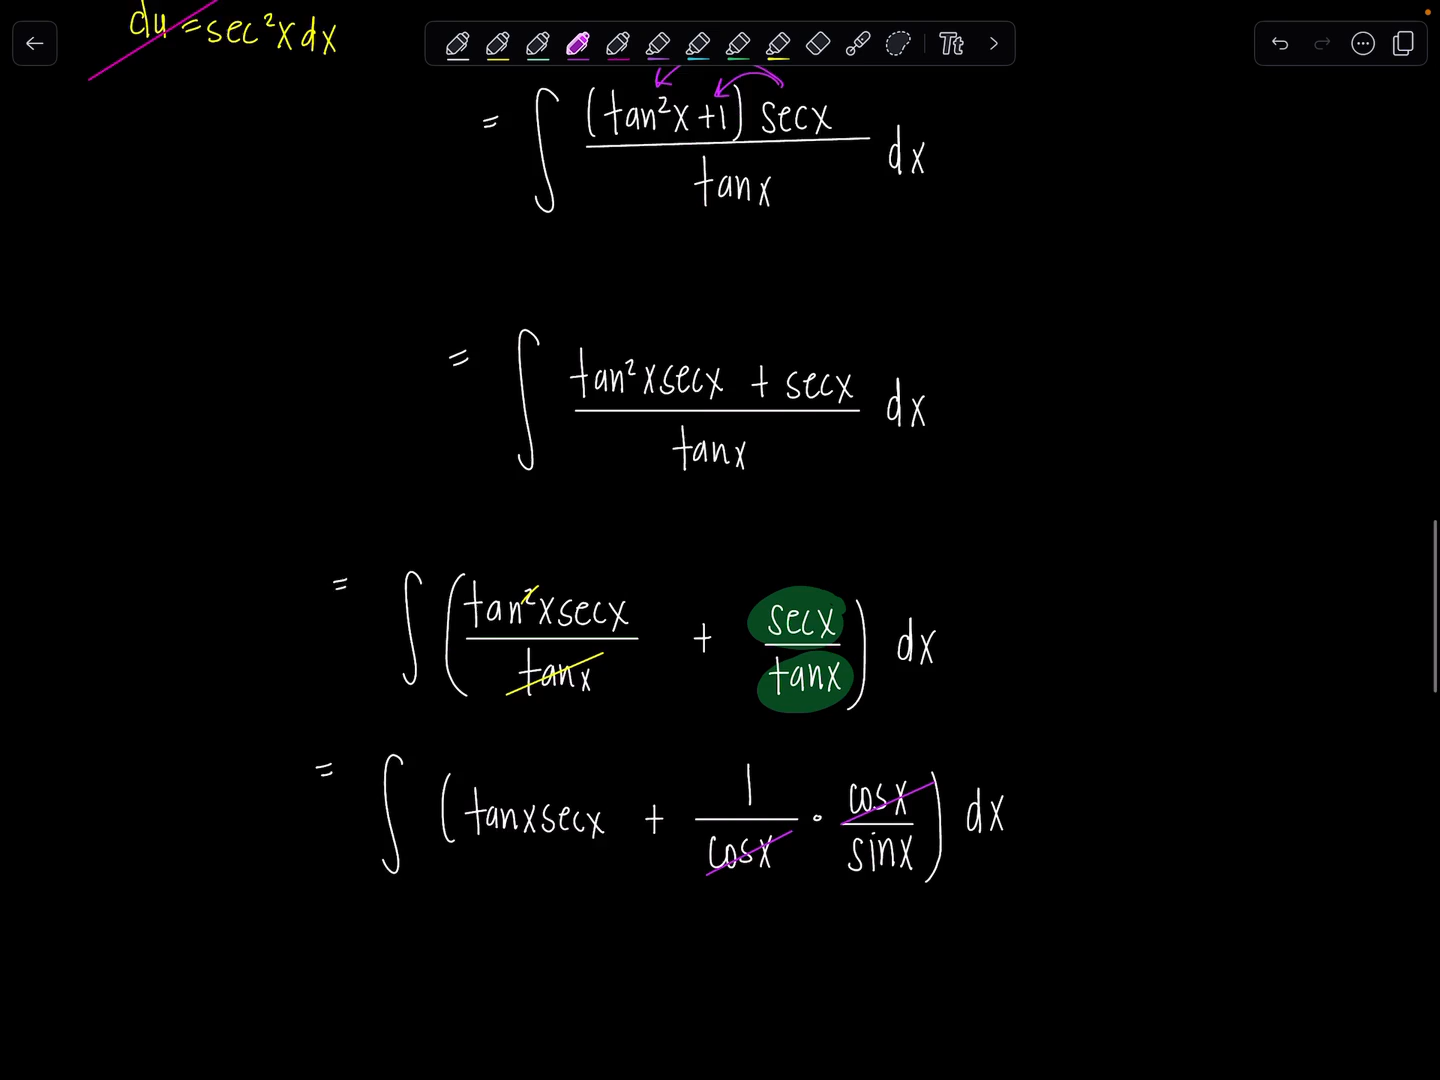 du = sec²x dx
Tt
= ∫ (tan²x + 1) secx / tanx dx
= ∫ tan²x secx + secx / tanx dx
= ∫ ( tan²x secx / tanx + secx / tanx ) dx
= ∫ ( tanx secx + 1 / cosx · cosx / sinx ) dx